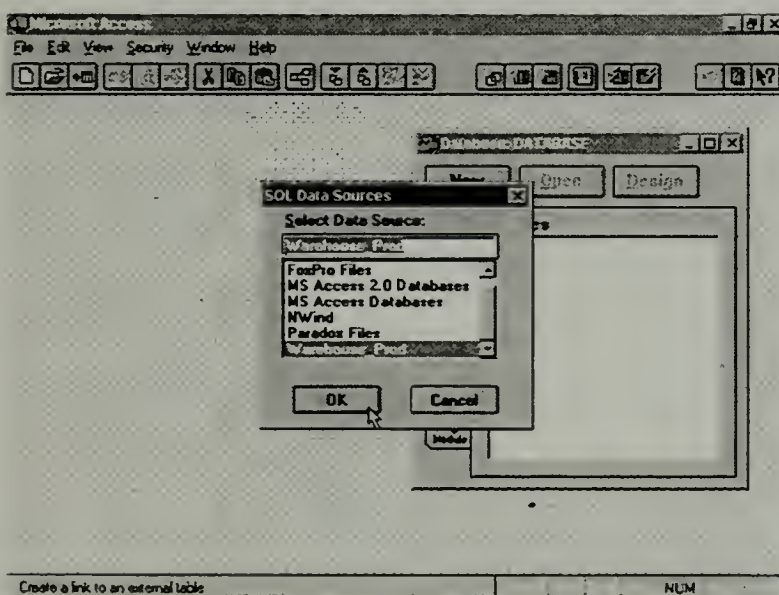 Microsoft Access
File Edit View Security Window Help
Database: DATABASE
New Open Design
SQL Data Sources
Select Data Source:
Warehouse Prod
FoxPro Files
MS Access 2.0 Databases
MS Access Databases
NWind
Paradox Files
Warehouse Prod
OK Cancel
Module
Create a link to an external table NUM